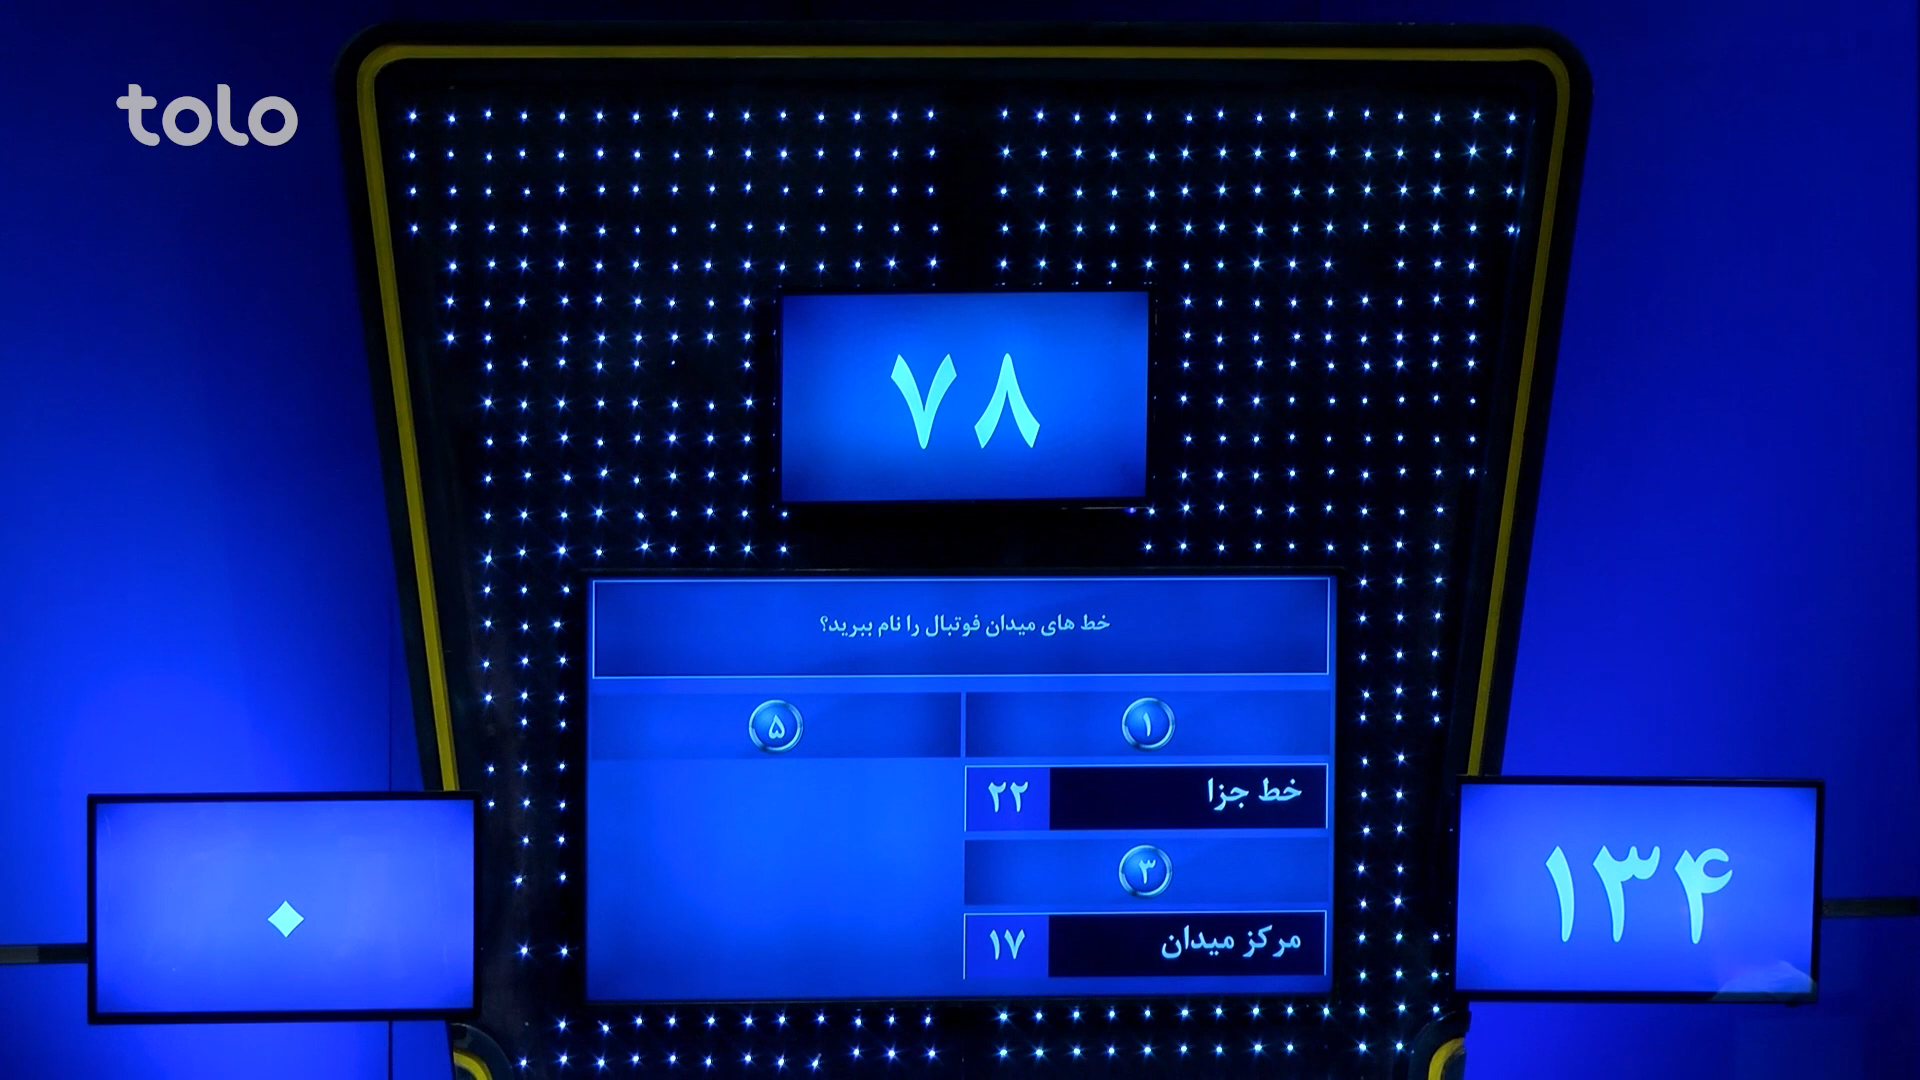 tolo
۷۸
خط های میدان فوتبال را نام ببرید؟
۱
۵
خط جزا ۲۲
۳
مرکز میدان ۱۷
۰
۱۳۴